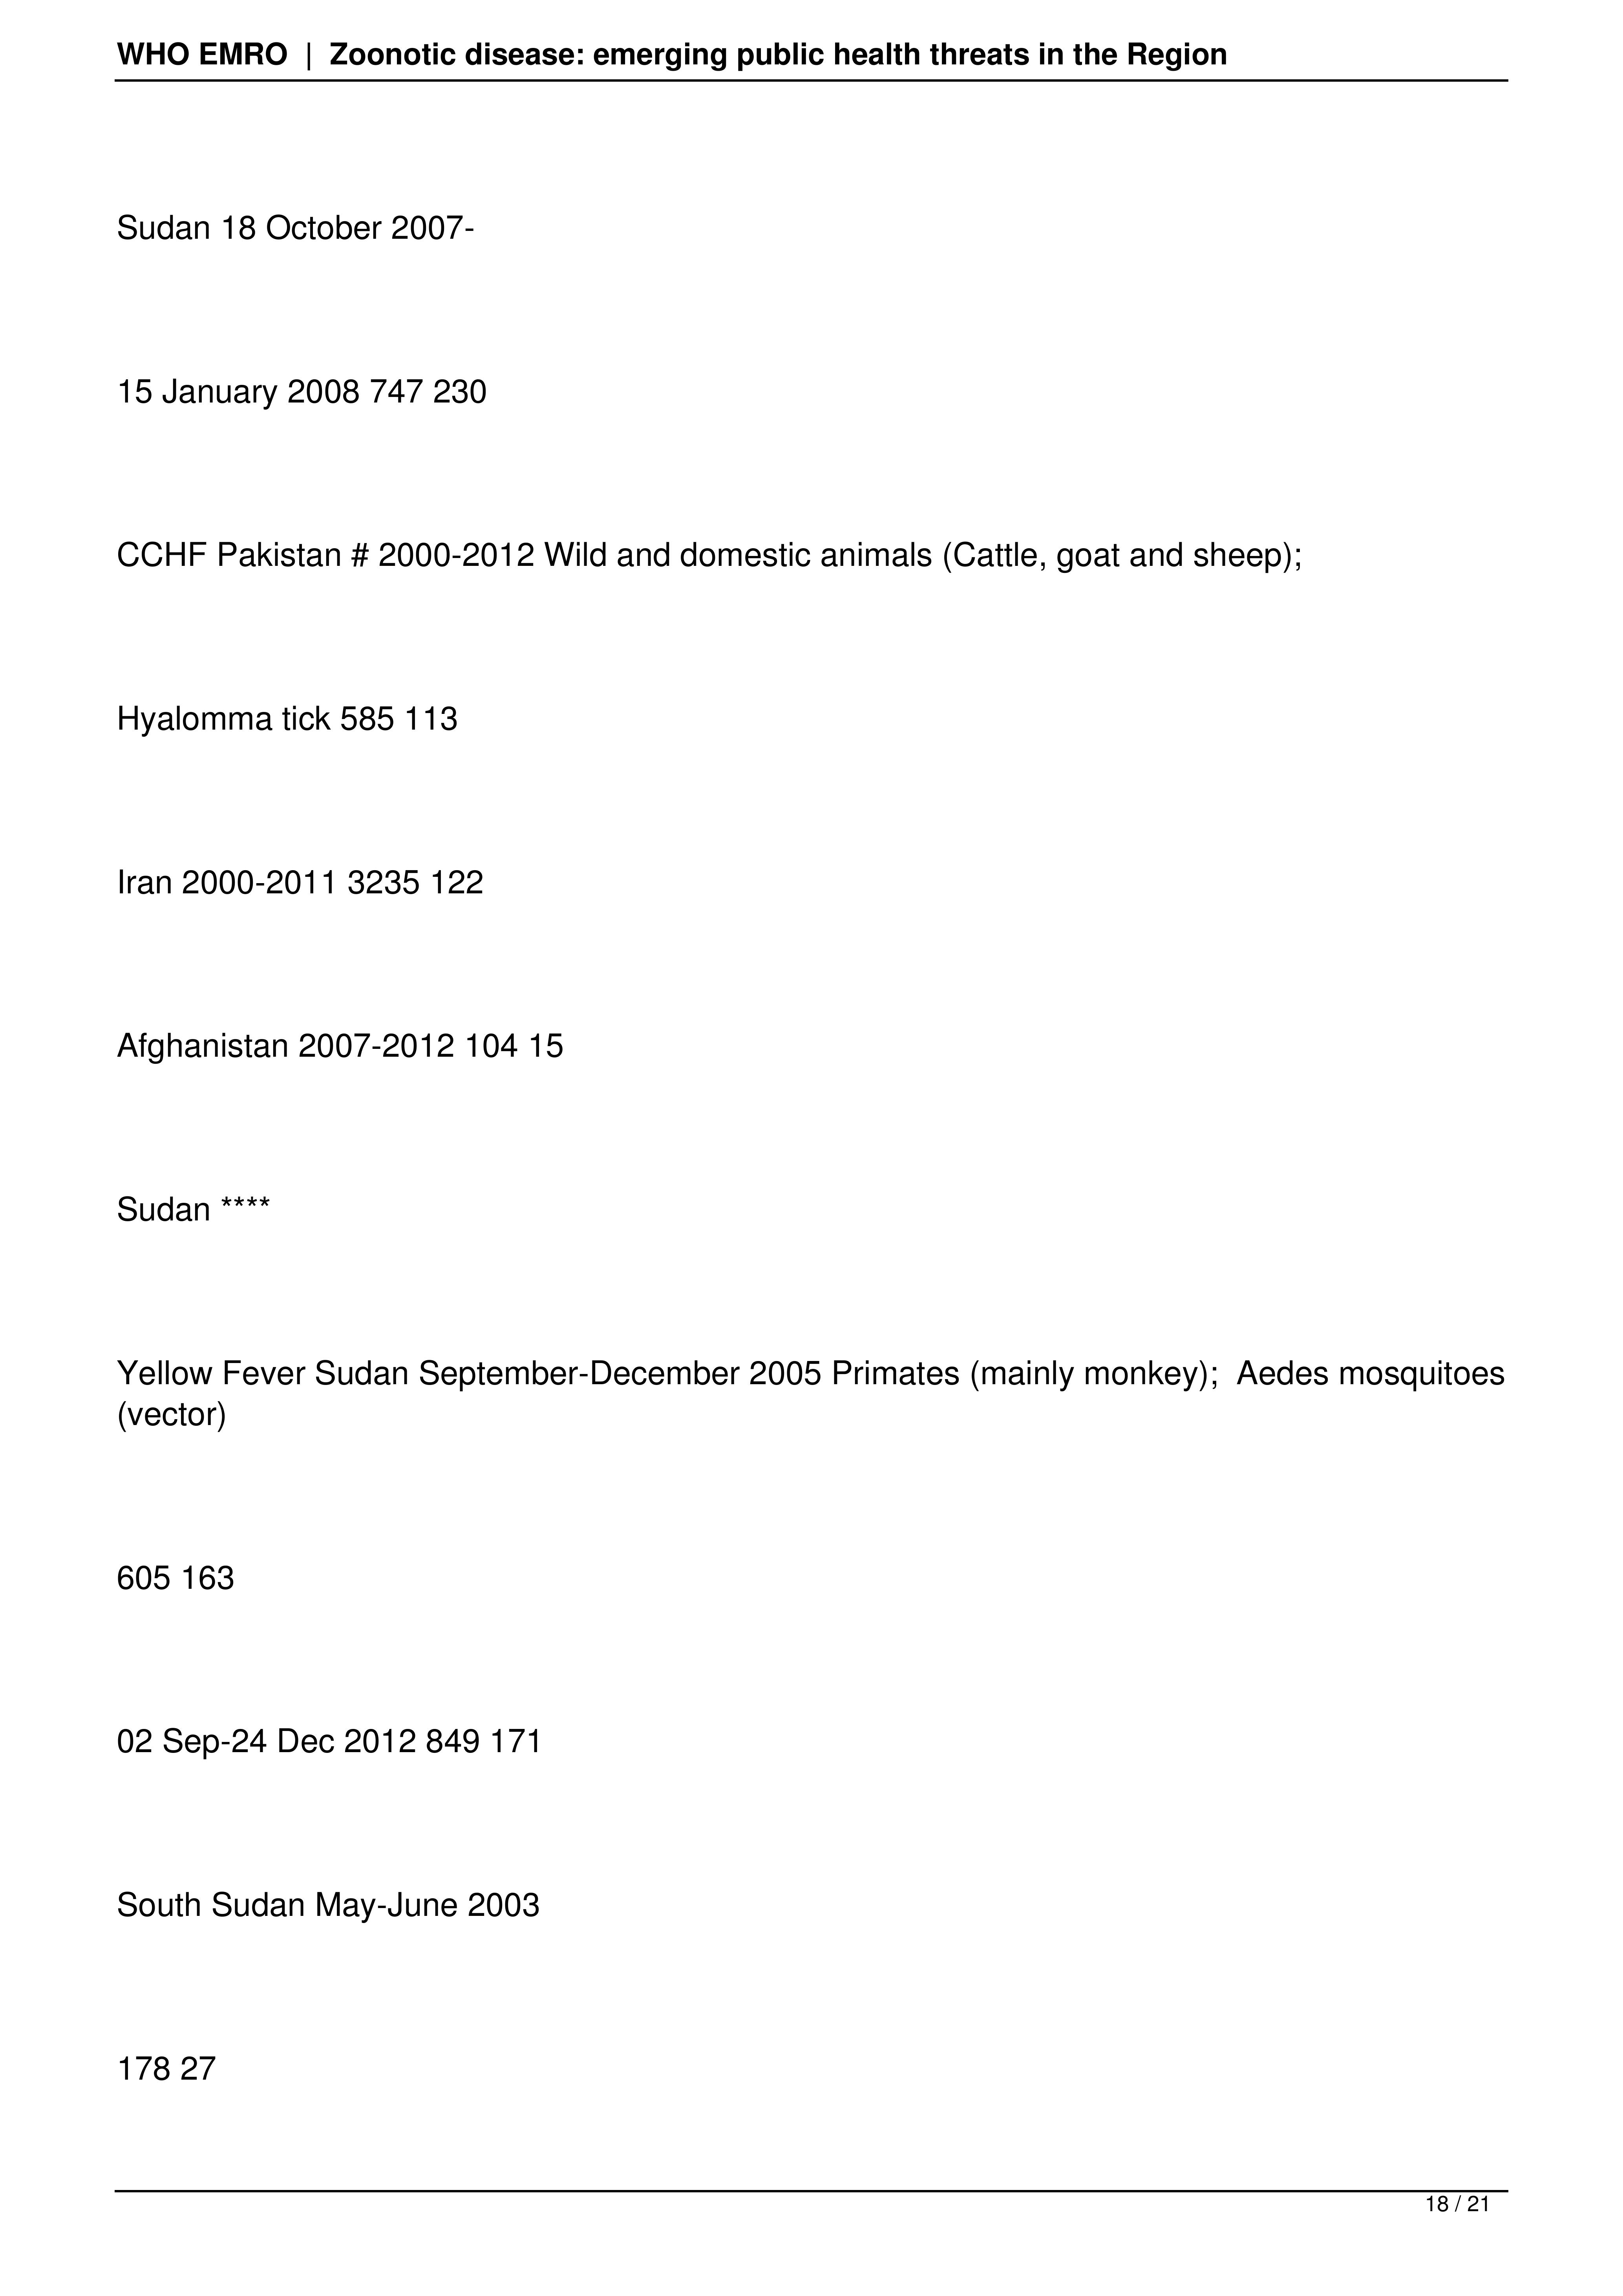 WHO EMRO | Zoonotic disease: emerging public health threats in the Region
Sudan 18 October 2007-
15 January 2008 747 230
CCHF Pakistan # 2000-2012 Wild and domestic animals (Cattle, goat and sheep);
Hyalomma tick 585 113
Iran 2000-2011 3235 122
Afghanistan 2007-2012 104 15
Sudan ****
Yellow Fever Sudan September-December 2005 Primates (mainly monkey);  Aedes mosquitoes
(vector)
605 163
02 Sep-24 Dec 2012 849 171
South Sudan May-June 2003
178 27
18 / 21